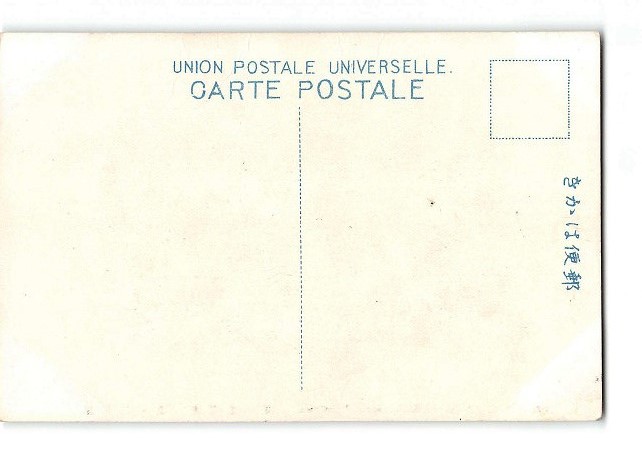 UNION POSTALE UNIVERSELLE.
CARTE POSTALE
郵便はかき